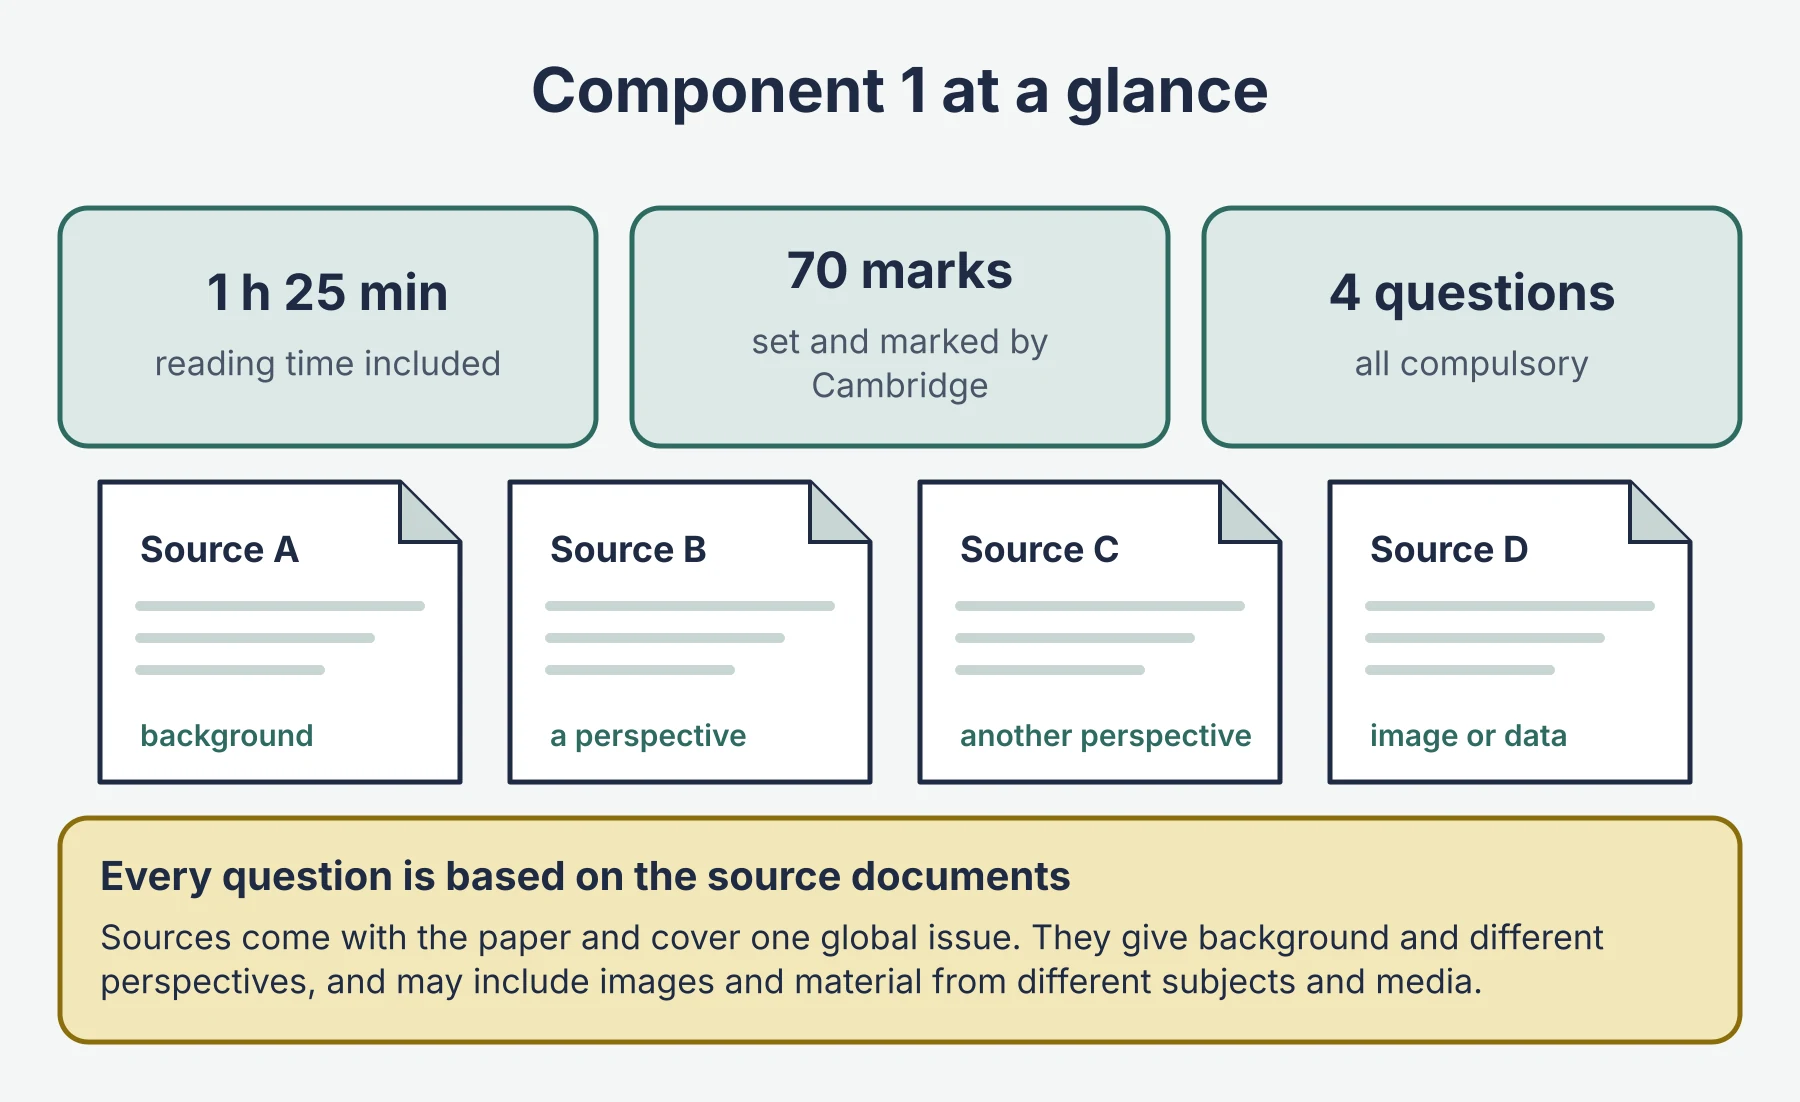 Component 1 at a glance
1 h 25 min
reading time included
70 marks
set and marked by
Cambridge
4 questions
all compulsory
Source A
background
Source B
a perspective
Source C
another perspective
Source D
image or data
Every question is based on the source documents
Sources come with the paper and cover one global issue. They give background and different
perspectives, and may include images and material from different subjects and media.